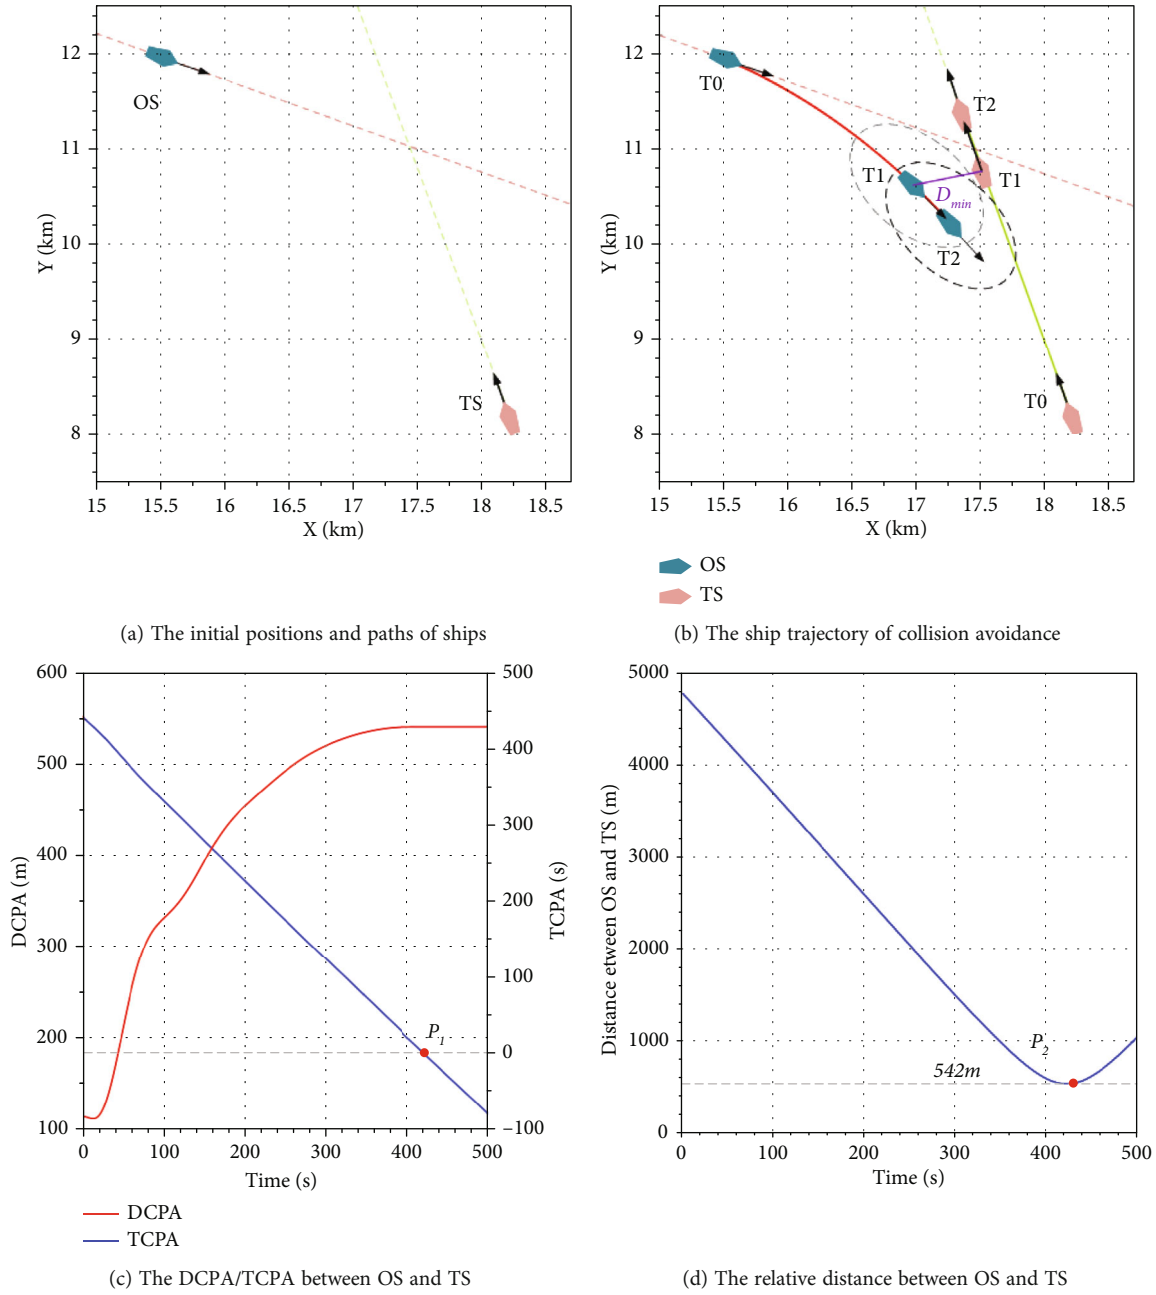 12
11
10
9
8
Y (km)
OS
TS
15
15.5
16
16.5
17
17.5
18
18.5
X (km)
(a) The initial positions and paths of ships
12
11
10
9
8
Y (km)
T0
T2
T1
T1
D_min
T2
T0
15
15.5
16
16.5
17
17.5
18
18.5
X (km)
OS
TS
(b) The ship trajectory of collision avoidance
600
500
400
300
200
100
DCPA (m)
500
400
300
200
100
0
−100
TCPA (s)
P_1
0
100
200
300
400
500
Time (s)
DCPA
TCPA
(c) The DCPA/TCPA between OS and TS
5000
4000
3000
2000
1000
0
Distance etween OS and TS (m)
P_2
542m
0
100
200
300
400
500
Time (s)
(d) The relative distance between OS and TS